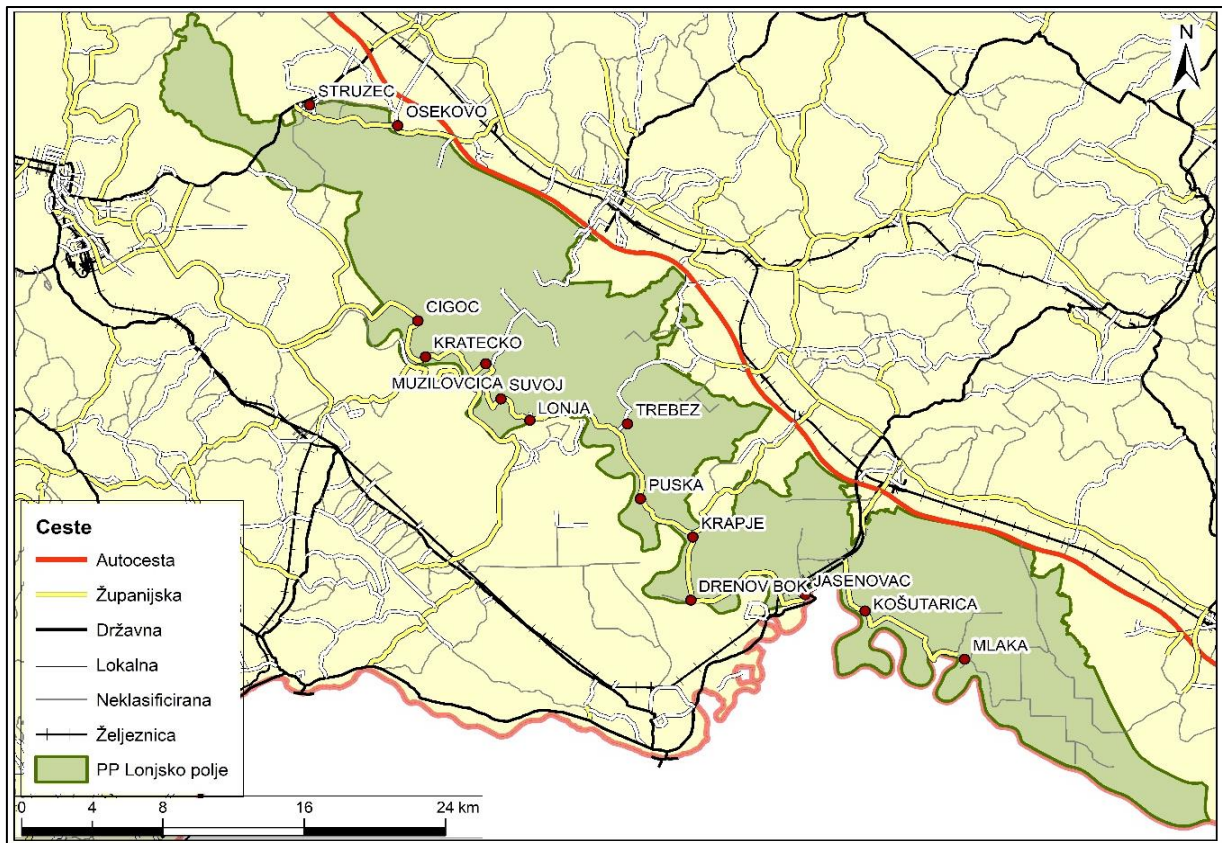 N
STRUZEC
OSEKOVO
CIGOC
KRATECKO
MUZILOVCICA
SUVOJ
LONJA
TREBEZ
PUSKA
KRAPJE
DRENOV BOK
JASENOVAC
KOŠUTARICA
MLAKA
Ceste
Autocesta
Županijska
Državna
Lokalna
Neklasificirana
Željeznica
PP Lonjsko polje
0 4 8 16 24 km